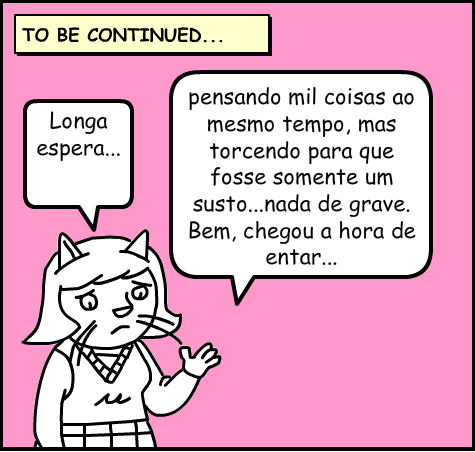 TO BE CONTINUED...
Longa
espera...
pensando mil coisas ao
mesmo tempo, mas
torcendo para que
fosse somente um
susto...nada de grave.
Bem, chegou a hora de
entar...